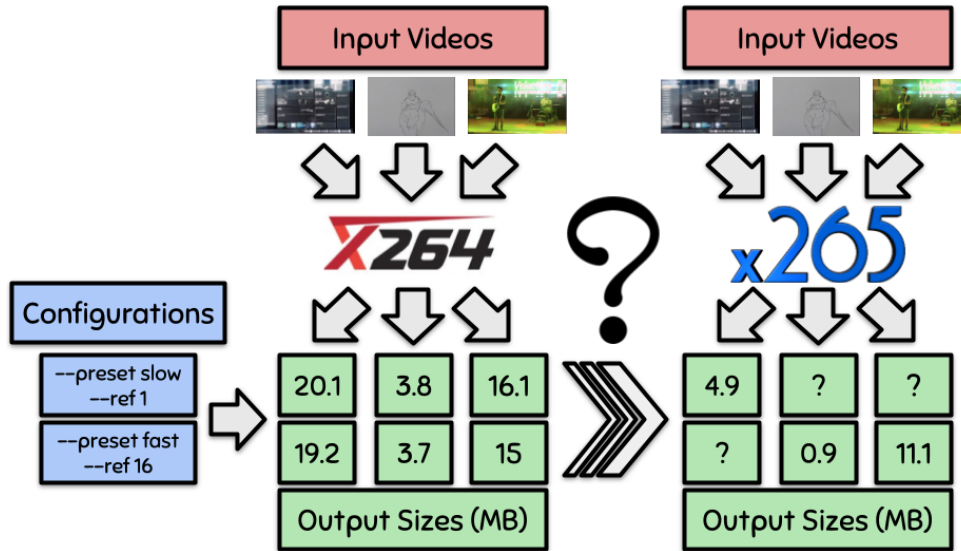 Input Videos
Input Videos
X264
?
x265
Configurations
--preset slow
--ref 1
20.1
3.8
16.1
4.9
?
?
--preset fast
--ref 16
19.2
3.7
15
?
0.9
11.1
Output Sizes (MB)
Output Sizes (MB)